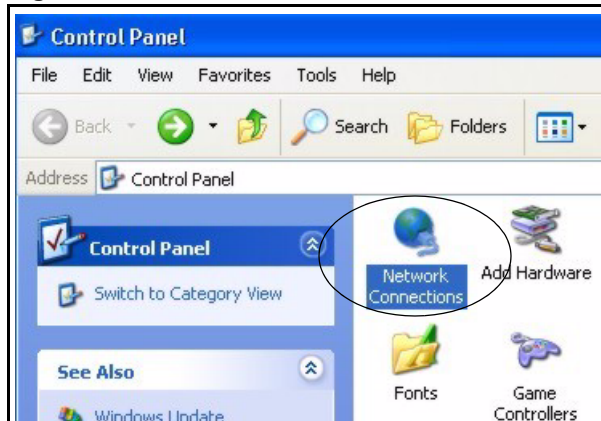 Control Panel
File Edit View Favorites Tools Help
Back Search Folders
Address Control Panel
Control Panel
Switch to Category View
See Also
Windows Update
Network Connections
Add Hardware
Fonts
Game Controllers